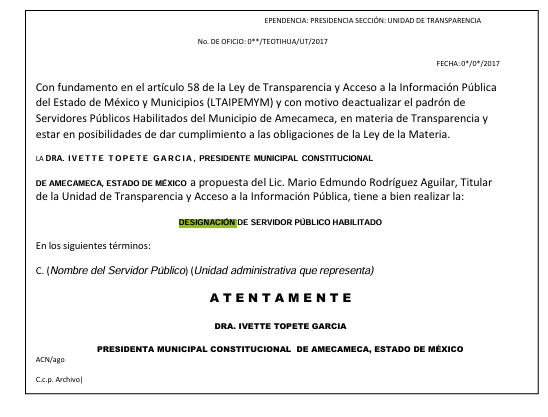 EPENDENCIA: PRESIDENCIA SECCIÓN: UNIDAD DE TRANSPARENCIA
No. DE OFICIO: 0**/TEOTIHUA/UT/2017
FECHA: 0*/0*/2017
Con fundamento en el artículo 58 de la Ley de Transparencia y Acceso a la Información Pública
del Estado de México y Municipios (LTAIPEMYM) y con motivo deactualizar el padrón de
Servidores Públicos Habilitados del Municipio de Amecameca, en materia de Transparencia y
estar en posibilidades de dar cumplimiento a las obligaciones de la Ley de la Materia.
LA DRA. IVETTE TOPETE GARCIA, PRESIDENTE MUNICIPAL CONSTITUCIONAL
DE AMECAMECA, ESTADO DE MÉXICO a propuesta del Lic. Mario Edmundo Rodríguez Aguilar, Titular
de la Unidad de Transparencia y Acceso a la Información Pública, tiene a bien realizar la:
DESIGNACIÓN DE SERVIDOR PÚBLICO HABILITADO
En los siguientes términos:
C. (Nombre del Servidor Público) (Unidad administrativa que representa)
A T E N T A M E N T E
DRA. IVETTE TOPETE GARCIA
PRESIDENTA MUNICIPAL CONSTITUCIONAL DE AMECAMECA, ESTADO DE MÉXICO
ACN/ago
C.c.p. Archivo|